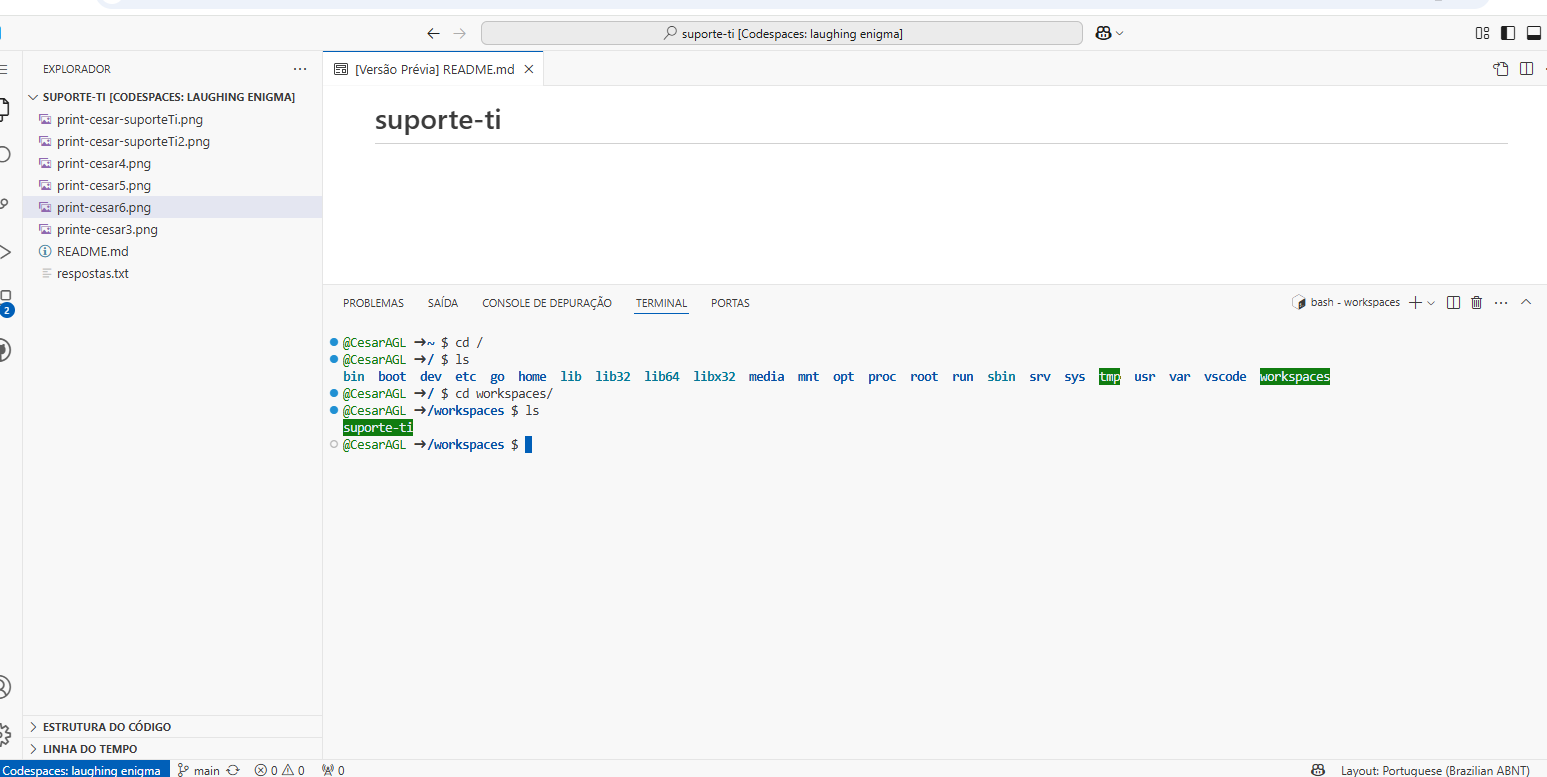 suporte-ti [Codespaces: laughing enigma]
EXPLORADOR
SUPORTE-TI [CODESPACES: LAUGHING ENIGMA]
print-cesar-suporteTi.png
print-cesar-suporteTi2.png
print-cesar4.png
print-cesar5.png
print-cesar6.png
printe-cesar3.png
README.md
respostas.txt
2
ESTRUTURA DO CÓDIGO
LINHA DO TEMPO
[Versão Prévia] README.md
suporte-ti
PROBLEMAS SAÍDA CONSOLE DE DEPURAÇÃO TERMINAL PORTAS
bash - workspaces
@CesarAGL →~ $ cd /
@CesarAGL →/ $ ls
bin boot dev etc go home lib lib32 lib64 libx32 media mnt opt proc root run sbin srv sys tmp usr var vscode workspaces
@CesarAGL →/ $ cd workspaces/
@CesarAGL →/workspaces $ ls
suporte-ti
@CesarAGL →/workspaces $
Codespaces: laughing enigma main 0 0 0 Layout: Portuguese (Brazilian ABNT)